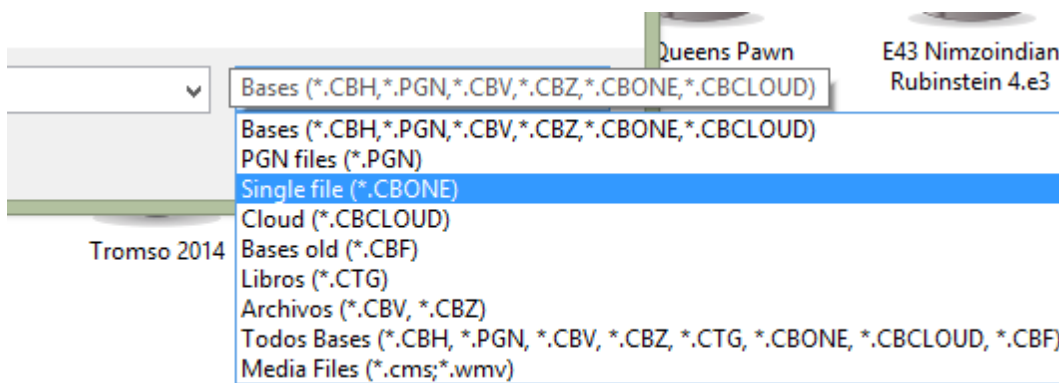 Queens Pawn
E43 Nimzoindian
Rubinstein 4.e3
Bases (*.CBH,*.PGN,*.CBV,*.CBZ,*.CBONE,*.CBCLOUD)
Bases (*.CBH,*.PGN,*.CBV,*.CBZ,*.CBONE,*.CBCLOUD)
PGN files (*.PGN)
Single file (*.CBONE)
Cloud (*.CBCLOUD)
Tromso 2014
Bases old (*.CBF)
Libros (*.CTG)
Archivos (*.CBV, *.CBZ)
Todos Bases (*.CBH, *.PGN, *.CBV, *.CBZ, *.CTG, *.CBONE, *.CBCLOUD, *.CBF)
Media Files (*.cms;*.wmv)